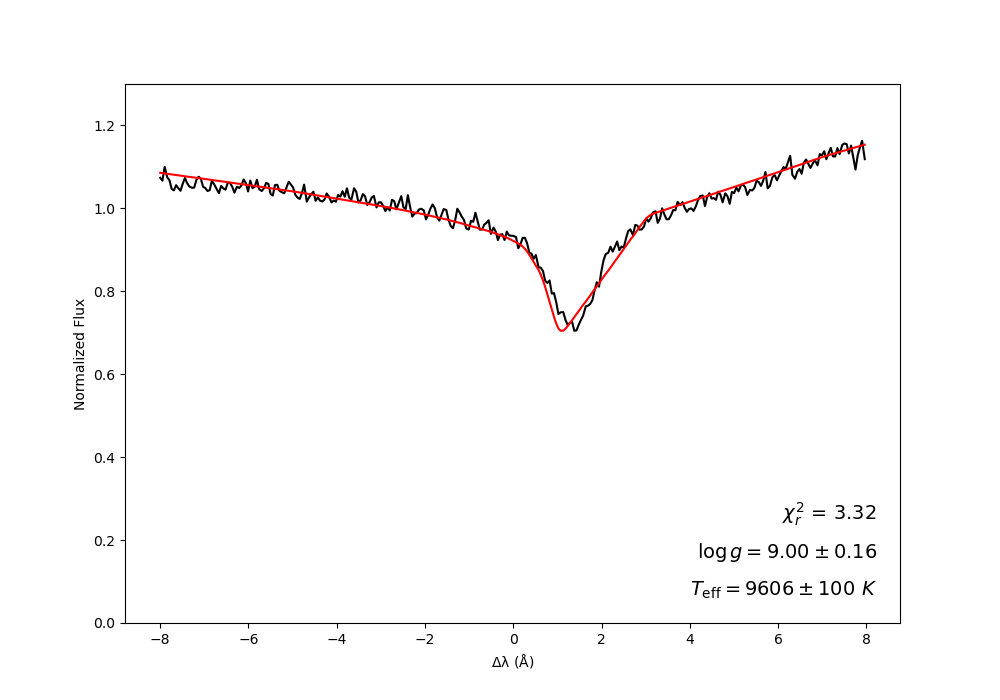 1.2
1.0
0.8
0.6
0.4
0.2
0.0
Normalized Flux
χ²ᵣ = 3.32
log g = 9.00 ± 0.16
T_eff = 9606 ± 100 K
−8 −6 −4 −2 0 2 4 6 8
Δλ (Å)